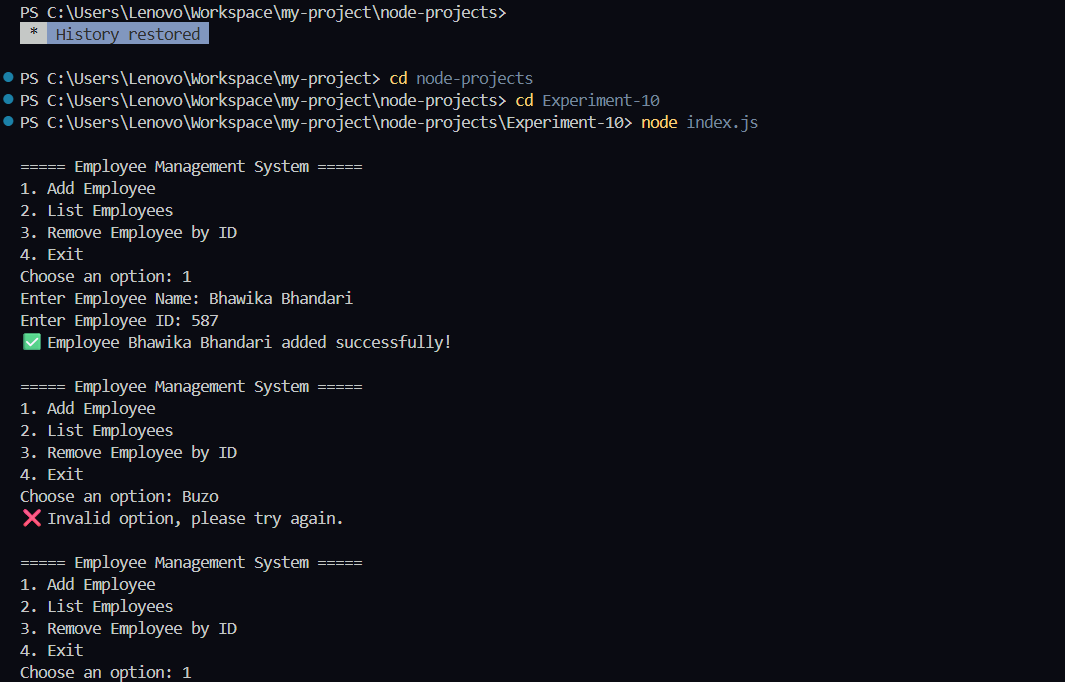 PS C:\Users\Lenovo\Workspace\my-project\node-projects>
* History restored
PS C:\Users\Lenovo\Workspace\my-project> cd node-projects
PS C:\Users\Lenovo\Workspace\my-project\node-projects> cd Experiment-10
PS C:\Users\Lenovo\Workspace\my-project\node-projects\Experiment-10> node index.js
===== Employee Management System =====
1. Add Employee
2. List Employees
3. Remove Employee by ID
4. Exit
Choose an option: 1
Enter Employee Name: Bhawika Bhandari
Enter Employee ID: 587
✅ Employee Bhawika Bhandari added successfully!
===== Employee Management System =====
1. Add Employee
2. List Employees
3. Remove Employee by ID
4. Exit
Choose an option: Buzo
❌ Invalid option, please try again.
===== Employee Management System =====
1. Add Employee
2. List Employees
3. Remove Employee by ID
4. Exit
Choose an option: 1